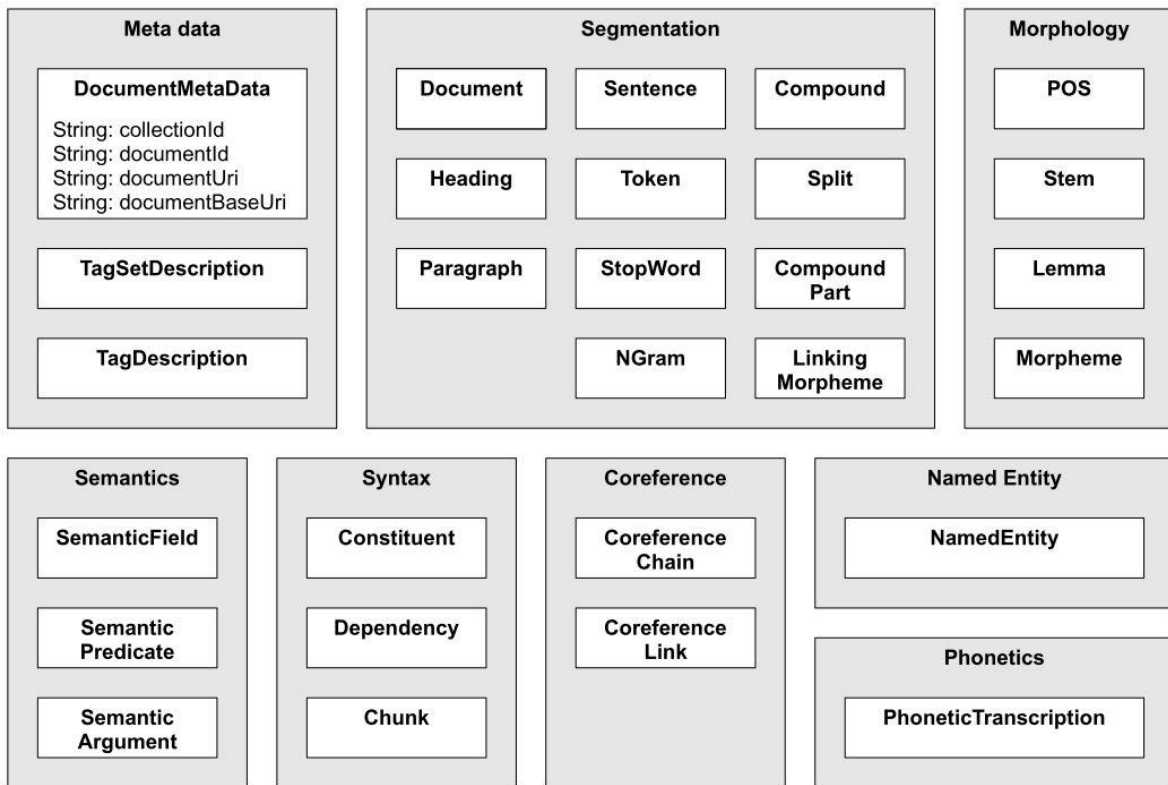 Meta data
DocumentMetaData
String: collectionId
String: documentId
String: documentUri
String: documentBaseUri
TagSetDescription
TagDescription
Segmentation
Document
Heading
Paragraph
Sentence
Token
StopWord
NGram
Compound
Split
Compound
Part
Linking
Morpheme
Morphology
POS
Stem
Lemma
Morpheme
Semantics
SemanticField
Semantic
Predicate
Semantic
Argument
Syntax
Constituent
Dependency
Chunk
Coreference
Coreference
Chain
Coreference
Link
Named Entity
NamedEntity
Phonetics
PhoneticTranscription